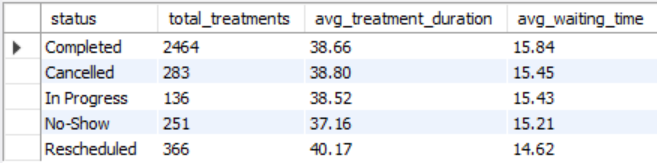 status total_treatments avg_treatment_duration avg_waiting_time
Completed 2464 38.66 15.84
Cancelled 283 38.80 15.45
In Progress 136 38.52 15.43
No-Show 251 37.16 15.21
Rescheduled 366 40.17 14.62